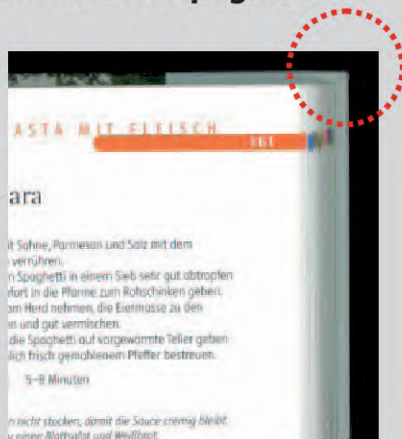 ASTA MIT FLEISCH
161
ara
it Sahne, Parmesan und Salz mit dem
verrühren.
n Spaghetti in einem Sieb sehr gut abtropfen
ofort in die Pfanne zum Rohschinken geben.
om Herd nehmen, die Eiermasse zu den
en und gut vermischen.
die Spaghetti auf vorgewärmte Teller geben
lich frisch gemahlenem Pfeffer bestreuen.
5–8 Minuten
n nicht stocken, damit die Sauce cremig bleibt.
einen Blattsalat und Weißbrot.